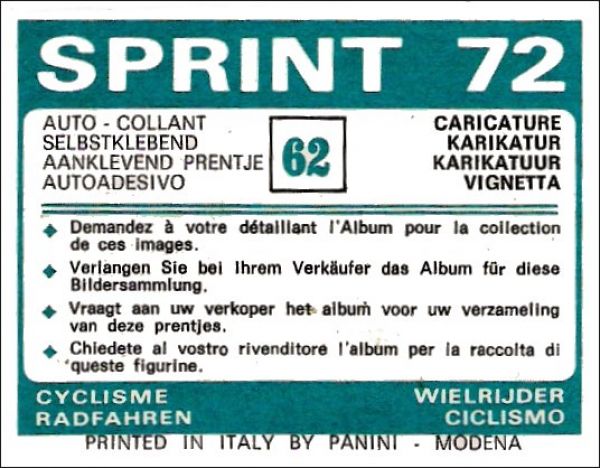 SPRINT 72
AUTO - COLLANT
SELBSTKLEBEND
AANKLEVEND PRENTJE
AUTOADESIVO
62
CARICATURE
KARIKATUR
KARIKATUUR
VIGNETTA
Demandez à votre détaillant l'Album pour la collection
de ces images.
Verlangen Sie bei Ihrem Verkäufer das Album für diese
Bildersammlung.
Vraagt aan uw verkoper het album voor uw verzameling
van deze prentjes.
Chiedete al vostro rivenditore l'album per la raccolta di
queste figurine.
CYCLISME
RADFAHREN
WIELRIJDER
CICLISMO
PRINTED IN ITALY BY PANINI - MODENA